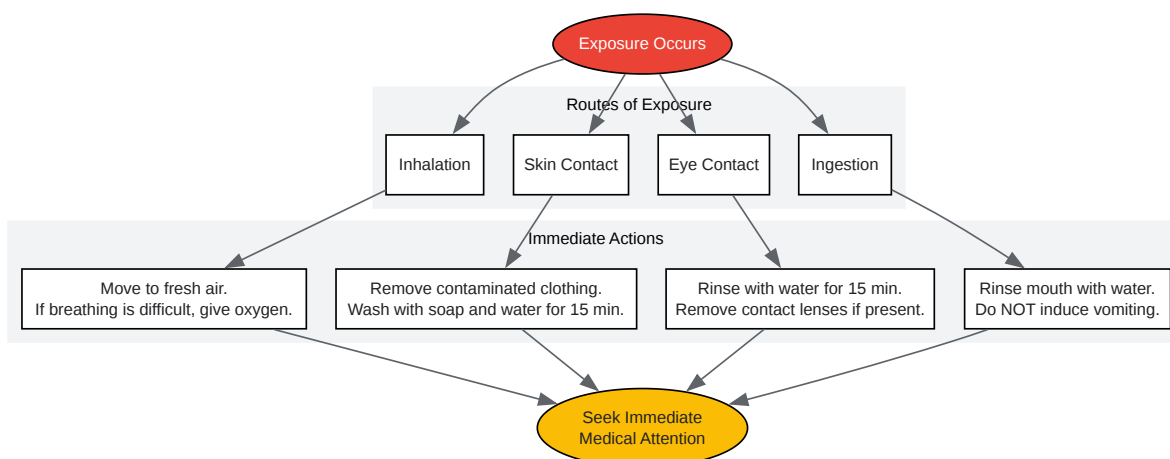 Exposure Occurs
Routes of Exposure
Inhalation
Skin Contact
Eye Contact
Ingestion
Immediate Actions
Move to fresh air.
If breathing is difficult, give oxygen.
Remove contaminated clothing.
Wash with soap and water for 15 min.
Rinse with water for 15 min.
Remove contact lenses if present.
Rinse mouth with water.
Do NOT induce vomiting.
Seek Immediate
Medical Attention